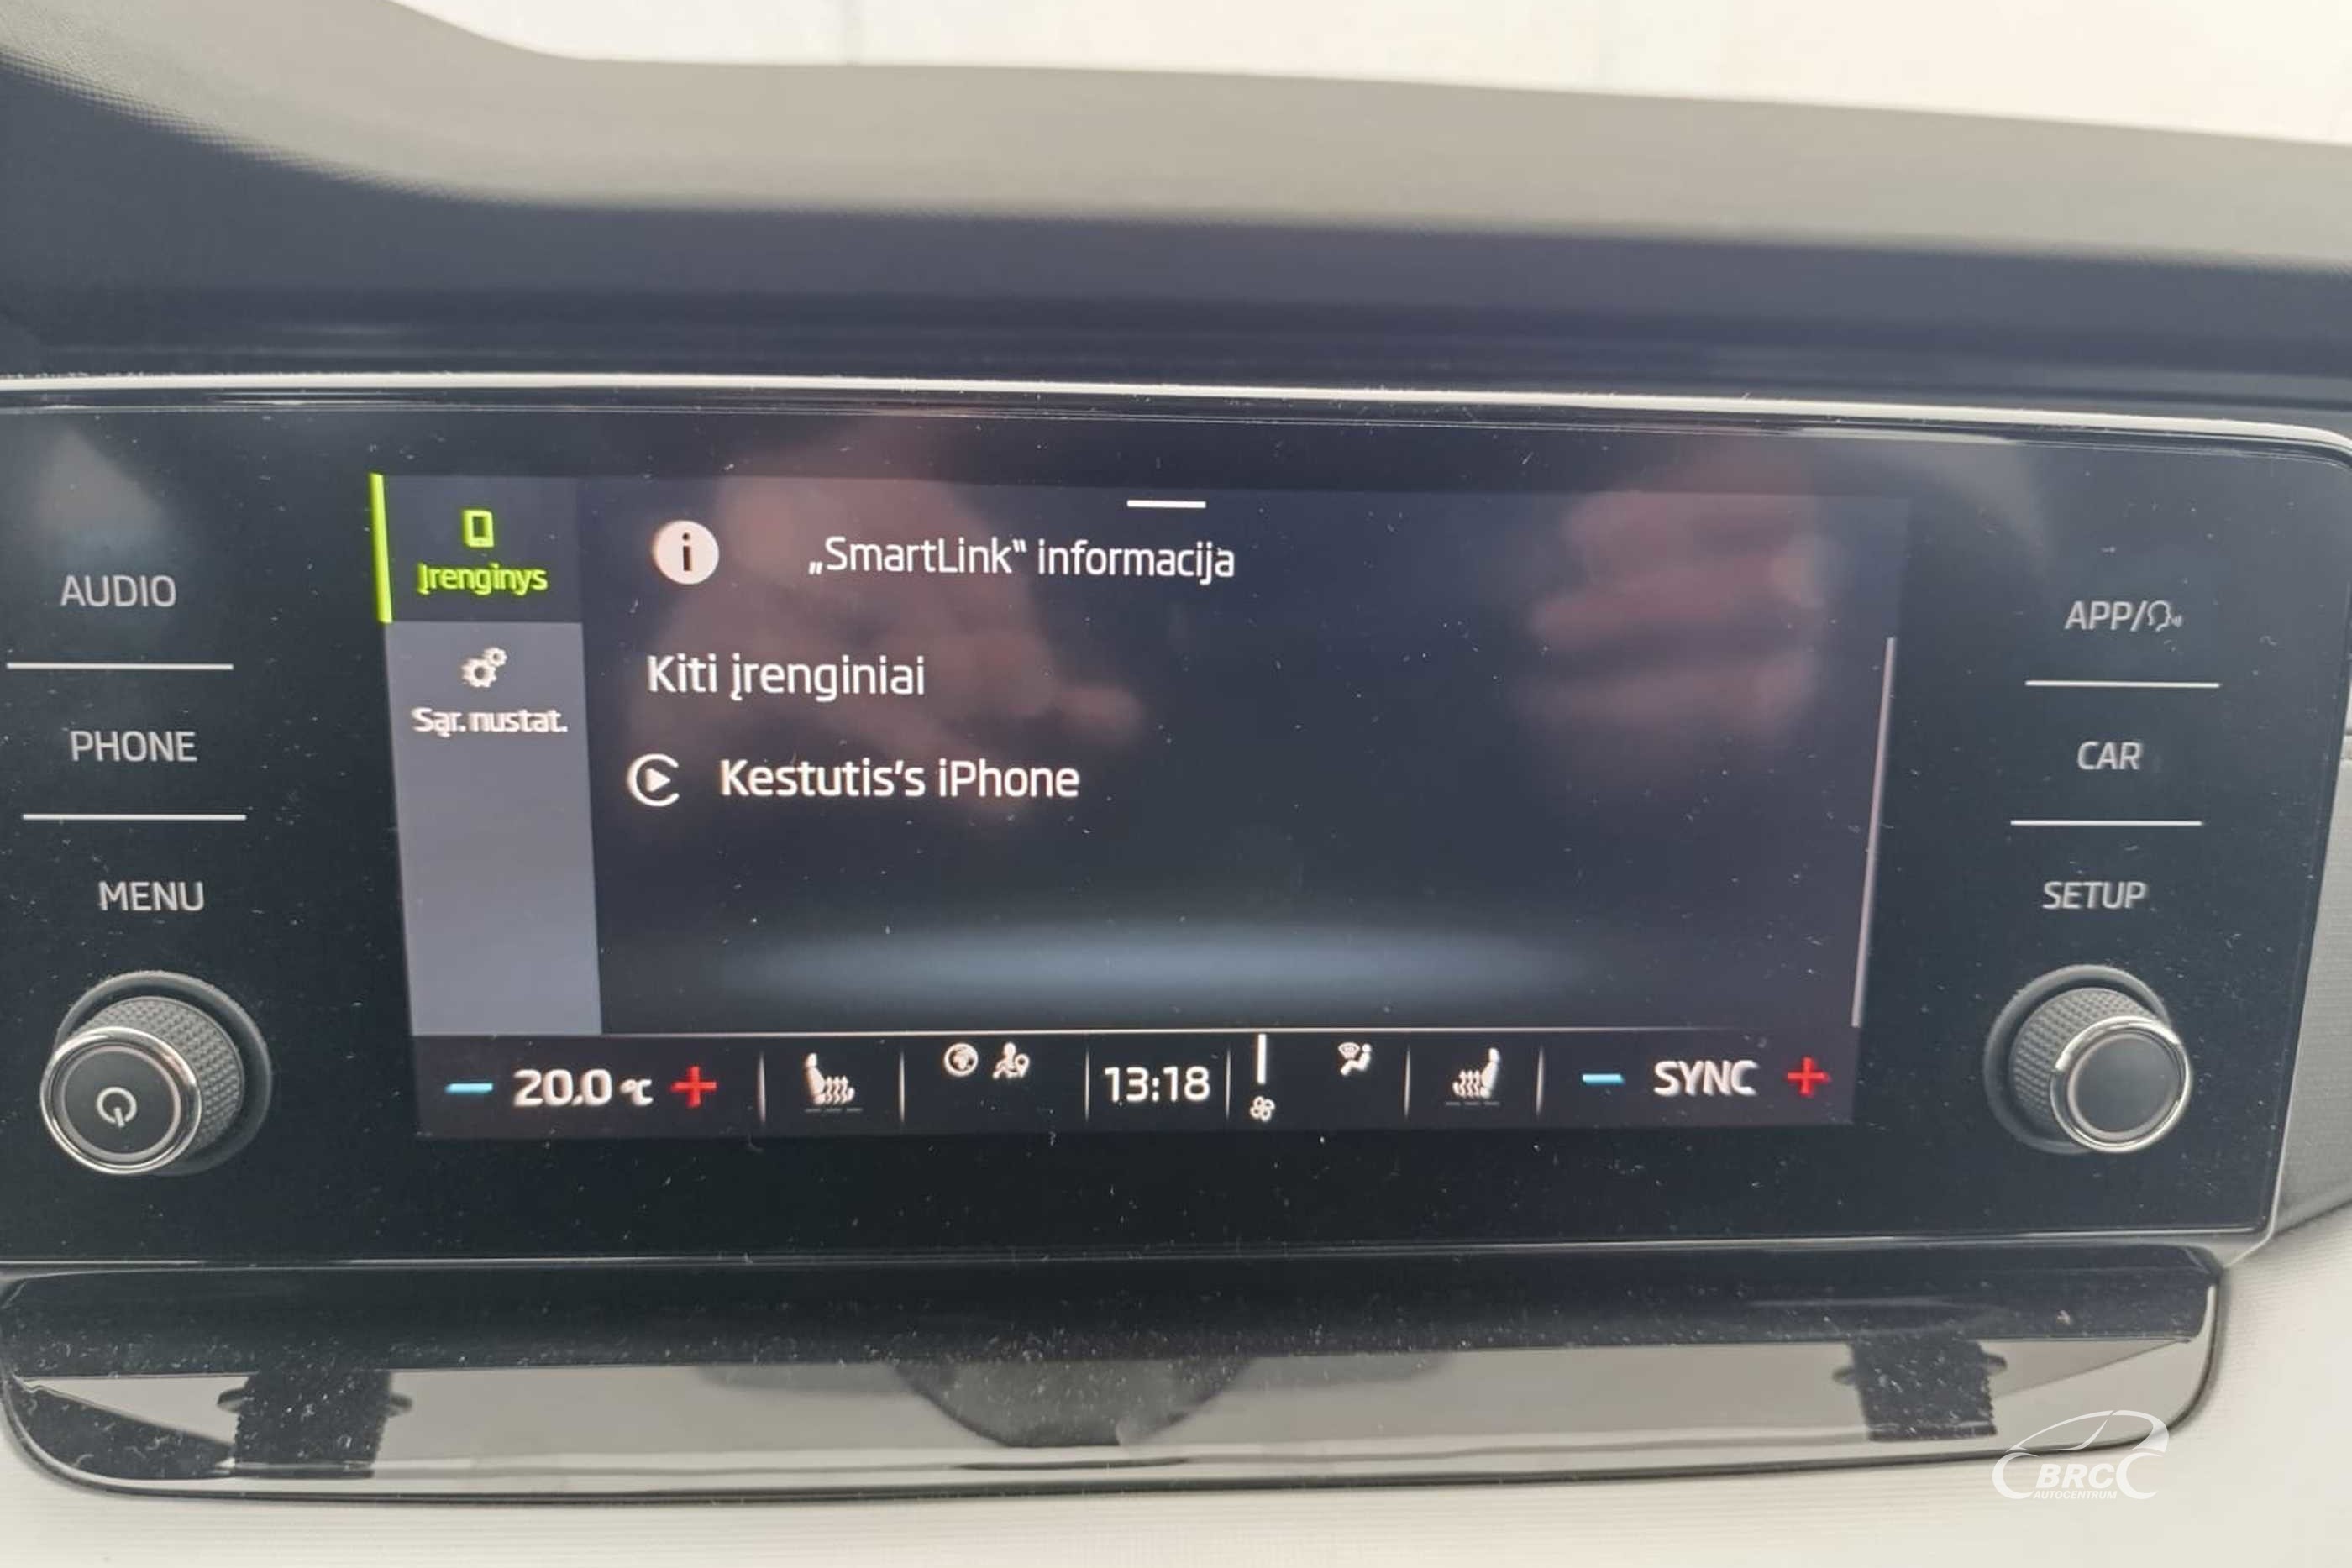 AUDIO
PHONE
MENU
Įrenginys
Sąr. nustat.
„SmartLink“ informacija
Kiti įrenginiai
Kestutis's iPhone
APP/
CAR
SETUP
− 20.0 °C +
13:18
− SYNC +
BRC
AUTOCENTRUM